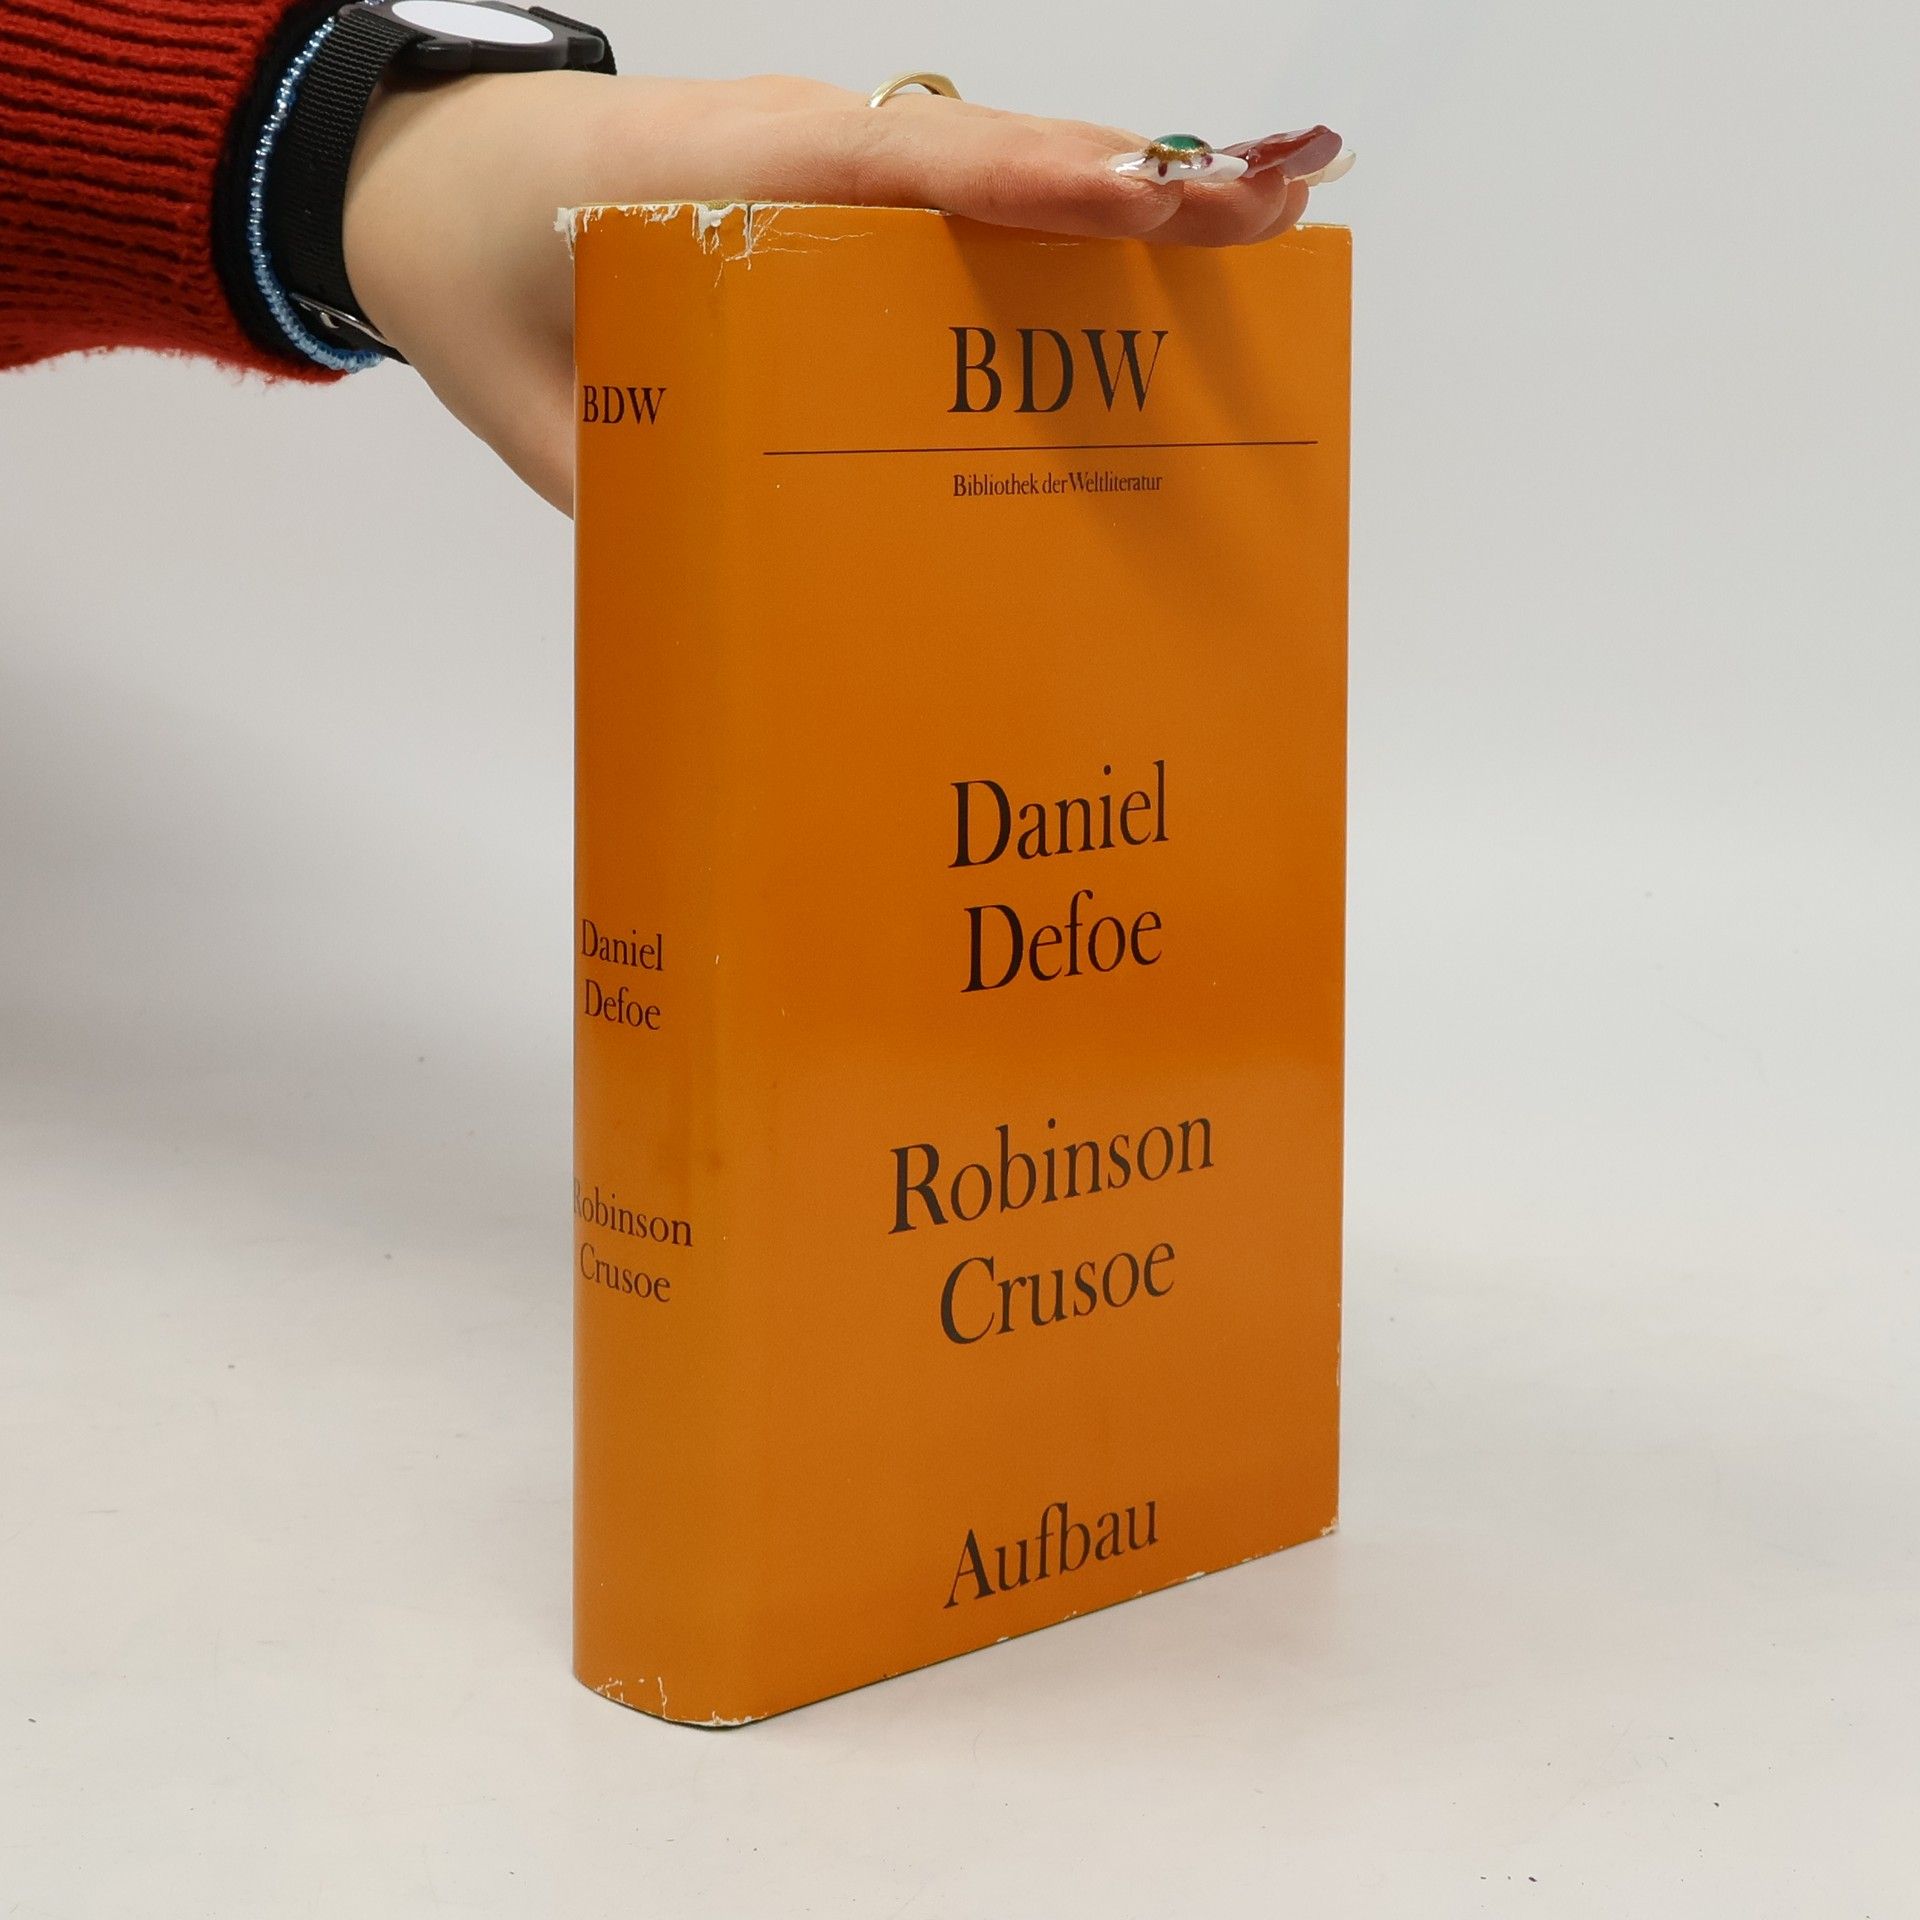 BDW
Daniel
Defoe
Robinson
Crusoe
BDW
Bibliothek der Weltliteratur
Daniel
Defoe
Robinson
Crusoe
Aufbau